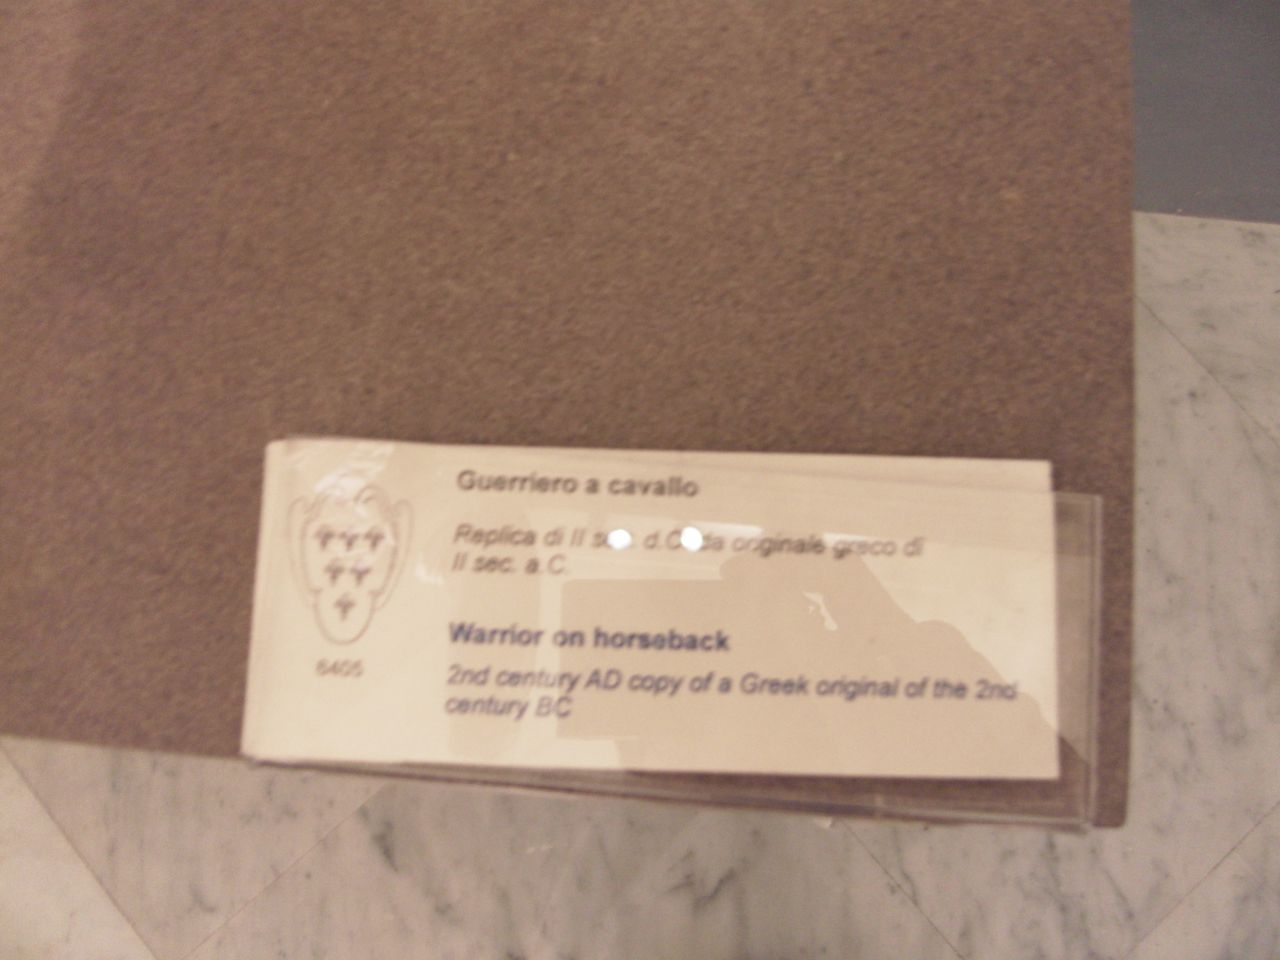 Guerriero a cavallo
Replica di II sec. d.C. da originale greco di
II sec. a.C.
Warrior on horseback
2nd century AD copy of a Greek original of the 2nd
century BC
6405